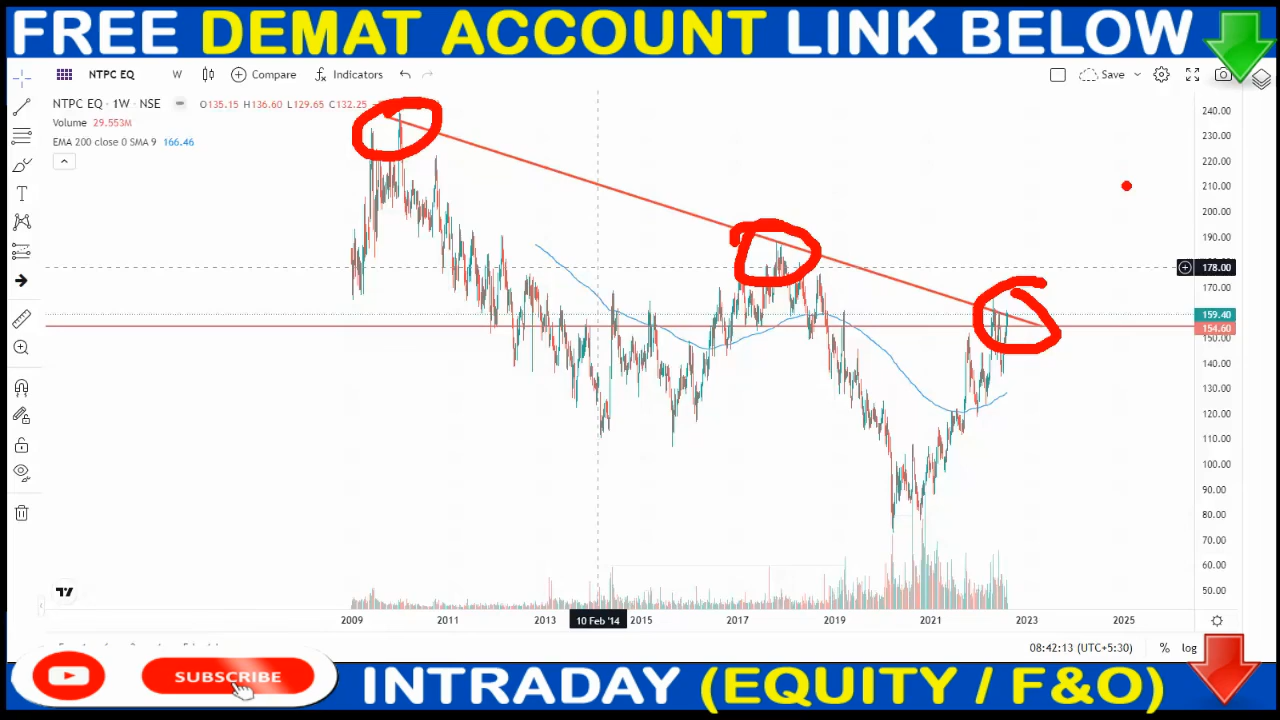 FREE DEMAT ACCOUNT LINK BELOW
NTPC EQ W Compare Indicators Save
NTPC EQ · 1W · NSE O135.15 H136.60 L129.65 C132.25
Volume 29.553M
EMA 200 close 0 SMA 9 166.46
240.00
230.00
220.00
210.00
200.00
190.00
178.00
170.00
159.40
154.60
150.00
140.00
130.00
120.00
110.00
100.00
90.00
80.00
70.00
60.00
50.00
2009 2011 2013 10 Feb '14 2015 2017 2019 2021 2023 2025
08:42:13 (UTC+5:30) % log
SUBSCRIBE
INTRADAY (EQUITY / F&O)